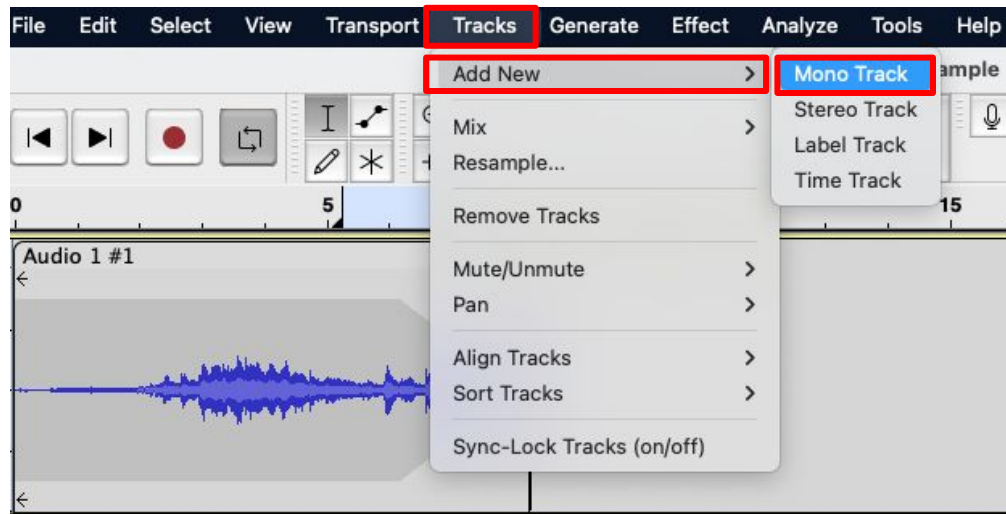 File Edit Select View Transport Tracks Generate Effect Analyze Tools Help
Add New
Mono Track
ample
Stereo Track
Mix
Label Track
Resample...
Time Track
0 5 15
Remove Tracks
Audio 1 #1
Mute/Unmute
Pan
Align Tracks
Sort Tracks
Sync-Lock Tracks (on/off)